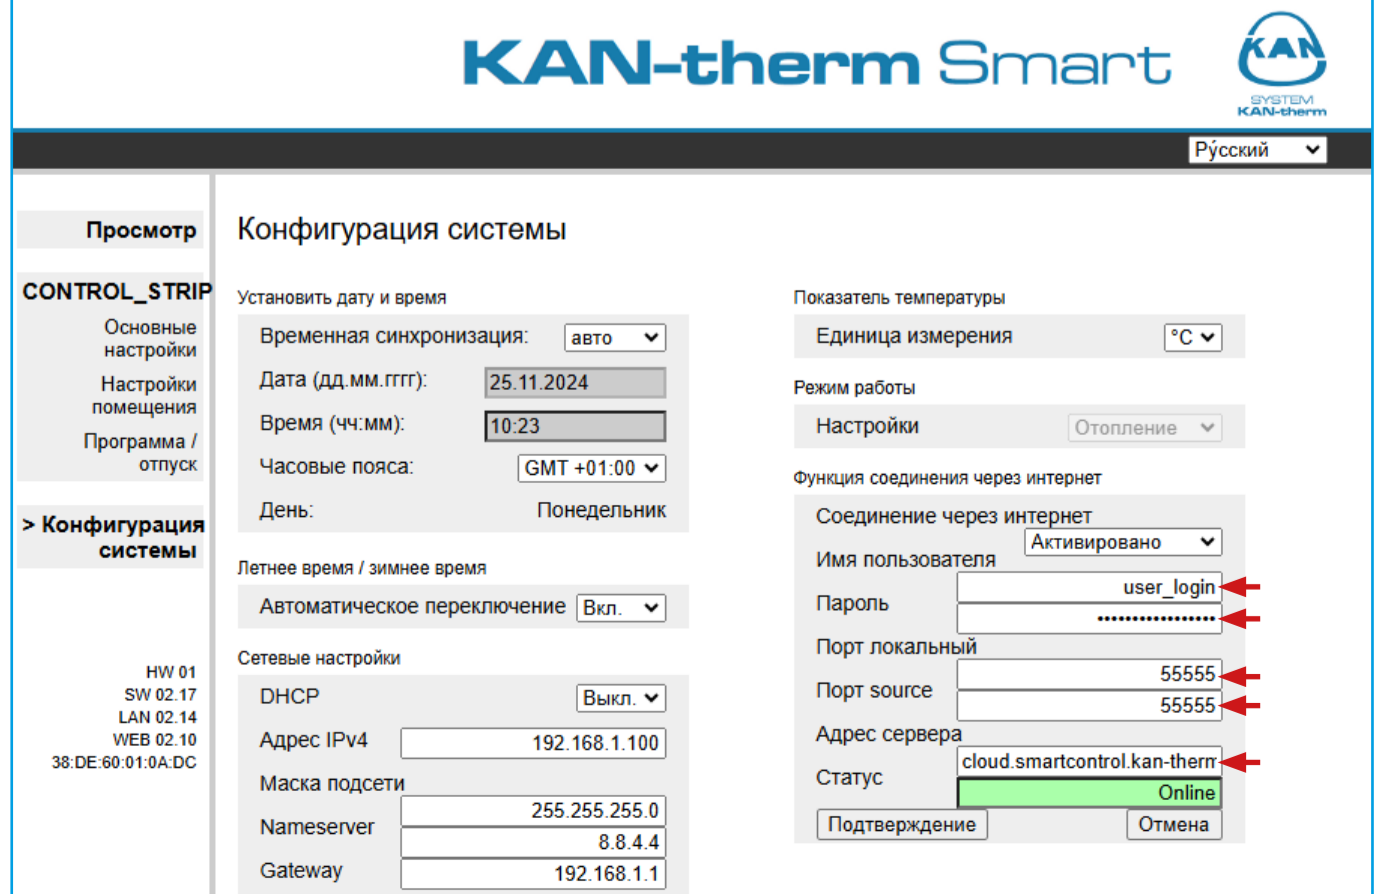 KAN-therm Smart
KAN
SYSTEM
KAN-therm
Ру́сский
Просмотр
CONTROL_STRIP
Основные
настройки
Настройки
помещения
Программа /
отпуск
> Конфигурация
системы
HW 01
SW 02.17
LAN 02.14
WEB 02.10
38:DE:60:01:0A:DC
Конфигурация системы
Установить дату и время
Временная синхронизация: авто
Дата (дд.мм.гггг): 25.11.2024
Время (чч:мм): 10:23
Часовые пояса: GMT +01:00
День: Понедельник
Летнее время / зимнее время
Автоматическое переключение Вкл.
Сетевые настройки
DHCP Выкл.
Адрес IPv4 192.168.1.100
Маска подсети
255.255.255.0
Nameserver
8.8.4.4
Gateway 192.168.1.1
Показатель температуры
Единица измерения °C
Режим работы
Настройки Отопление
Функция соединения через интернет
Соединение через интернет
Активировано
Имя пользователя
user_login
Пароль
•••••••••••••••••
Порт локальный
55555
Порт source
55555
Адрес сервера
cloud.smartcontrol.kan-therm
Статус
Online
Подтверждение Отмена